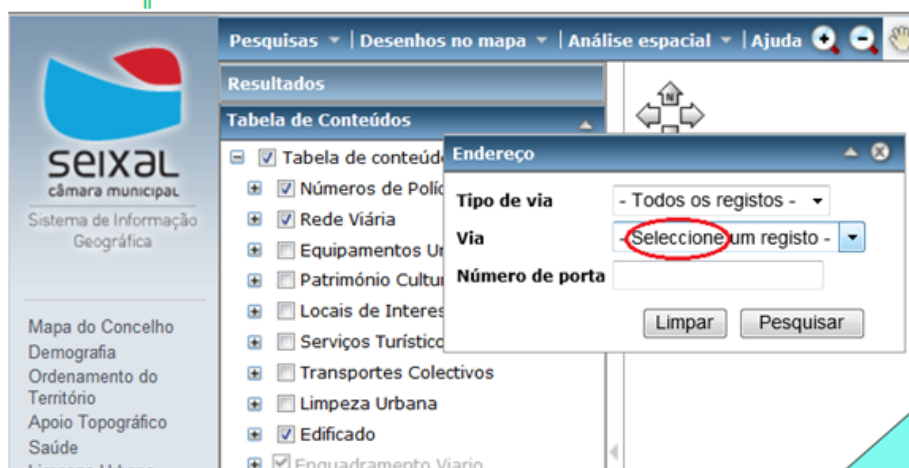 Pesquisas | Desenhos no mapa | Análise espacial | Ajuda
Resultados
Tabela de Conteúdos
N
seixal
câmara municipal
Sistema de Informação
Geográfica
Mapa do Concelho
Demografia
Ordenamento do
Território
Apoio Topográfico
Saúde
Tabela de conteúd
Números de Políc
Rede Viária
Equipamentos Ur
Património Cultur
Locais de Interes
Serviços Turístico
Transportes Colectivos
Limpeza Urbana
Edificado
Enquadramento Viario
Endereço
Tipo de via - Todos os registos -
Via - Seleccione um registo -
Número de porta
Limpar Pesquisar